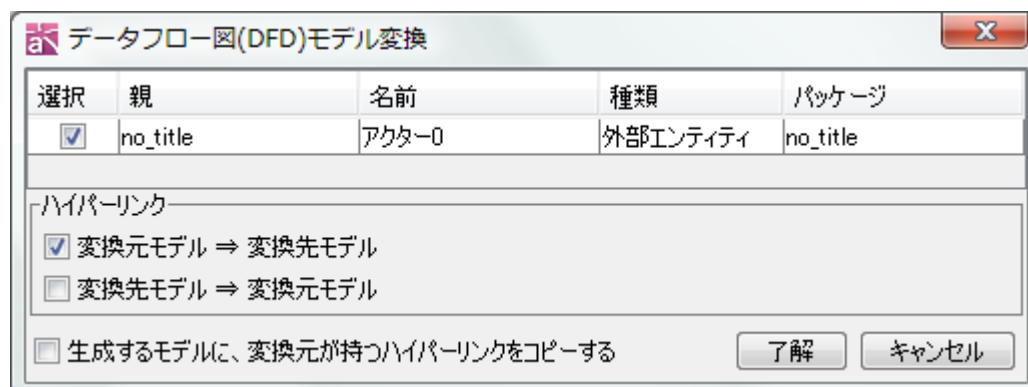 データフロー図(DFD)モデル変換
選択 親 名前 種類 パッケージ
no_title アクター0 外部エンティティ no_title
ハイパーリンク
変換元モデル ⇒ 変換先モデル
変換先モデル ⇒ 変換元モデル
生成するモデルに、変換元が持つハイパーリンクをコピーする 了解 キャンセル